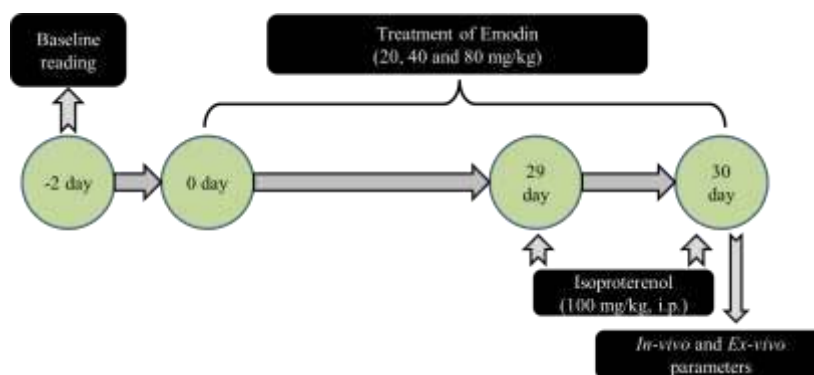 Baseline
reading
Treatment of Emodin
(20, 40 and 80 mg/kg)
-2 day
0 day
29
day
30
day
Isoproterenol
(100 mg/kg, i.p.)
In-vivo and Ex-vivo
parameters